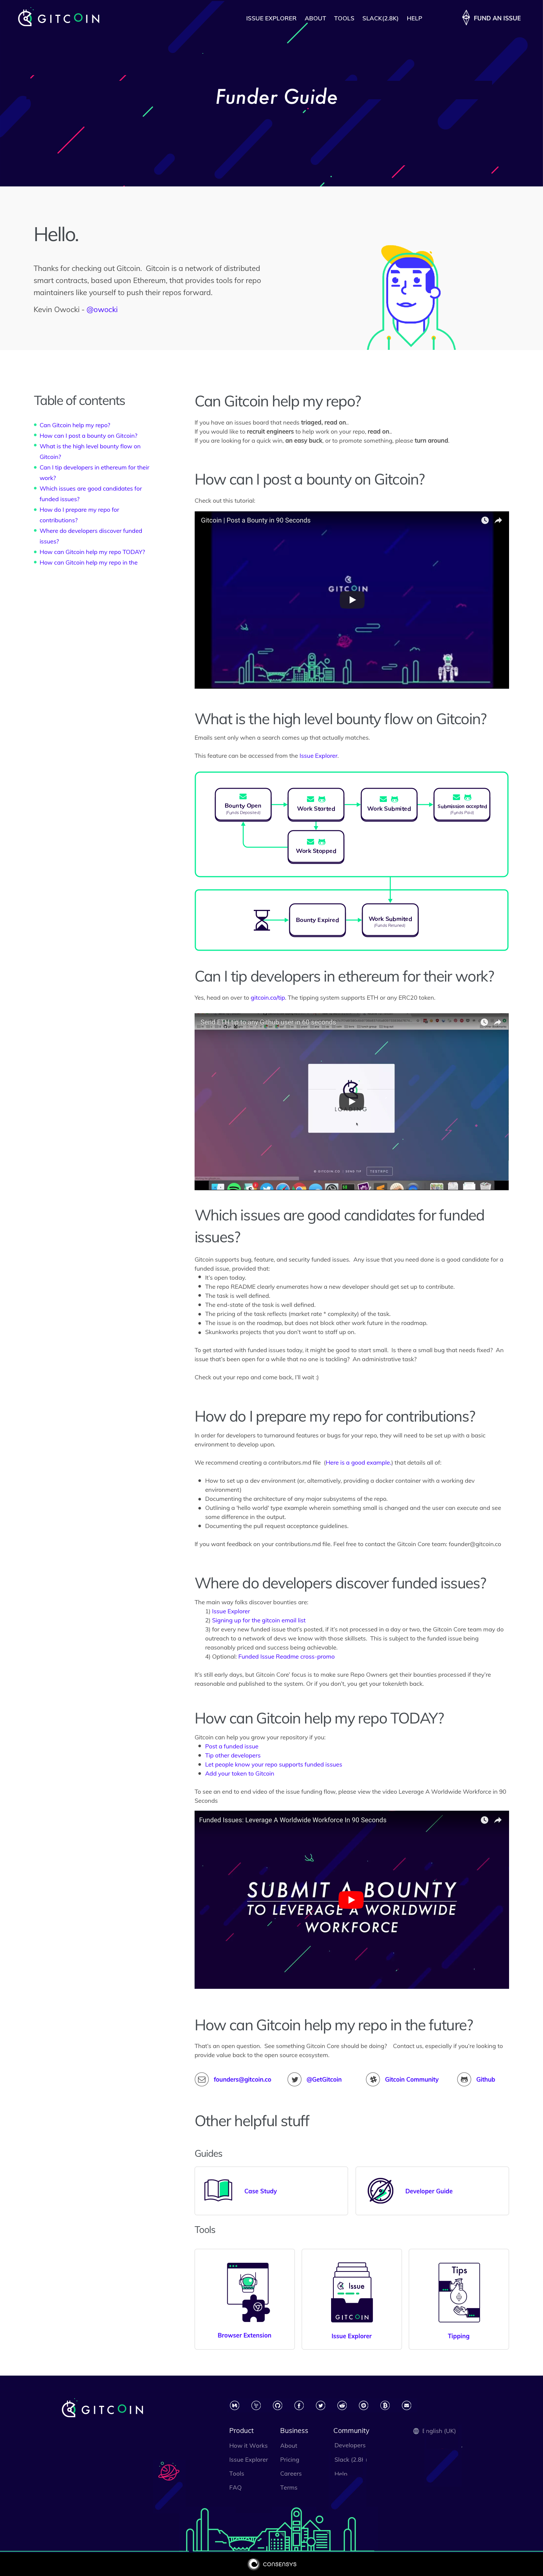 GITCOIN
ISSUE EXPLORER ABOUT TOOLS SLACK(2.8K) HELP
FUND AN ISSUE
Funder Guide
Hello.
Thanks for checking out Gitcoin. Gitcoin is a network of distributed
smart contracts, based upon Ethereum, that provides tools for repo
maintainers like yourself to push their repos forward.
Kevin Owocki - @owocki
Table of contents
Can Gitcoin help my repo?
How can I post a bounty on Gitcoin?
What is the high level bounty flow on
Gitcoin?
Can I tip developers in ethereum for their
work?
Which issues are good candidates for
funded issues?
How do I prepare my repo for
contributions?
Where do developers discover funded
issues?
How can Gitcoin help my repo TODAY?
How can Gitcoin help my repo in the
Can Gitcoin help my repo?
If you have an issues board that needs triaged, read on..
If you would like to recruit engineers to help work on your repo, read on..
If you are looking for a quick win, an easy buck, or to promote something, please turn around.
How can I post a bounty on Gitcoin?
Check out this tutorial:
Gitcoin | Post a Bounty in 90 Seconds
GITCOIN
What is the high level bounty flow on Gitcoin?
Emails sent only when a search comes up that actually matches.
This feature can be accessed from the Issue Explorer.
Bounty Open
(Funds Deposited)
Work Started
Work Submited
Submission accepted
(Funds Paid)
Work Stopped
Bounty Expired
Work Submited
(Funds Returned)
Can I tip developers in ethereum for their work?
Yes, head on over to gitcoin.co/tip. The tipping system supports ETH or any ERC20 token.
Send ETH tip to any Github user in 60 seconds
LOADING
Which issues are good candidates for funded
issues?
Gitcoin supports bug, feature, and security funded issues. Any issue that you need done is a good candidate for a
funded issue, provided that:
It's open today.
The repo README clearly enumerates how a new developer should get set up to contribute.
The task is well defined.
The end-state of the task is well defined.
The pricing of the task reflects (market rate * complexity) of the task.
The issue is on the roadmap, but does not block other work future in the roadmap.
Skunkworks projects that you don't want to staff up on.
To get started with funded issues today, it might be good to start small. Is there a small bug that needs fixed? An
issue that's been open for a while that no one is tackling? An administrative task?
Check out your repo and come back, I'll wait :)
How do I prepare my repo for contributions?
In order for developers to turnaround features or bugs for your repo, they will need to be set up with a basic
environment to develop upon.
We recommend creating a contributors.md file (Here is a good example.) that details all of:
How to set up a dev environment (or, alternatively, providing a docker container with a working dev
environment)
Documenting the architecture of any major subsystems of the repo.
Outlining a 'hello world' type example wherein something small is changed and the user can execute and see
some difference in the output.
Documenting the pull request acceptance guidelines.
If you want feedback on your contributions.md file. Feel free to contact the Gitcoin Core team: founder@gitcoin.co
Where do developers discover funded issues?
The main way folks discover bounties are:
1) Issue Explorer
2) Signing up for the gitcoin email list
3) for every new funded issue that's posted, if it's not processed in a day or two, the Gitcoin Core team may do
outreach to a network of devs we know with those skillsets. This is subject to the funded issue being
reasonably priced and success being achievable.
4) Optional: Funded Issue Readme cross-promo
It's still early days, but Gitcoin Core' focus is to make sure Repo Owners get their bounties processed if they're
reasonable and published to the system. Or if you don't, you get your token/eth back.
How can Gitcoin help my repo TODAY?
Gitcoin can help you grow your repository if you:
Post a funded issue
Tip other developers
Let people know your repo supports funded issues
Add your token to Gitcoin
To see an end to end video of the issue funding flow, please view the video Leverage A Worldwide Workforce in 90
Seconds
Funded Issues: Leverage A Worldwide Workforce In 90 Seconds
SUBMIT A BOUNTY
TO LEVERAGE A WORLDWIDE
WORKFORCE
How can Gitcoin help my repo in the future?
That's an open question. See something Gitcoin Core should be doing? Contact us, especially if you're looking to
provide value back to the open source ecosystem.
founders@gitcoin.co
@GetGitcoin
Gitcoin Community
Github
Other helpful stuff
Guides
Case Study
Developer Guide
Tools
Issue
GITCOIN
Tips
Browser Extension
Issue Explorer
Tipping
GITCOIN
Product Business Community
English (UK)
How it Works About Developers
Issue Explorer Pricing Slack (2.8k
Tools Careers Help
FAQ Terms
CONSENSYS